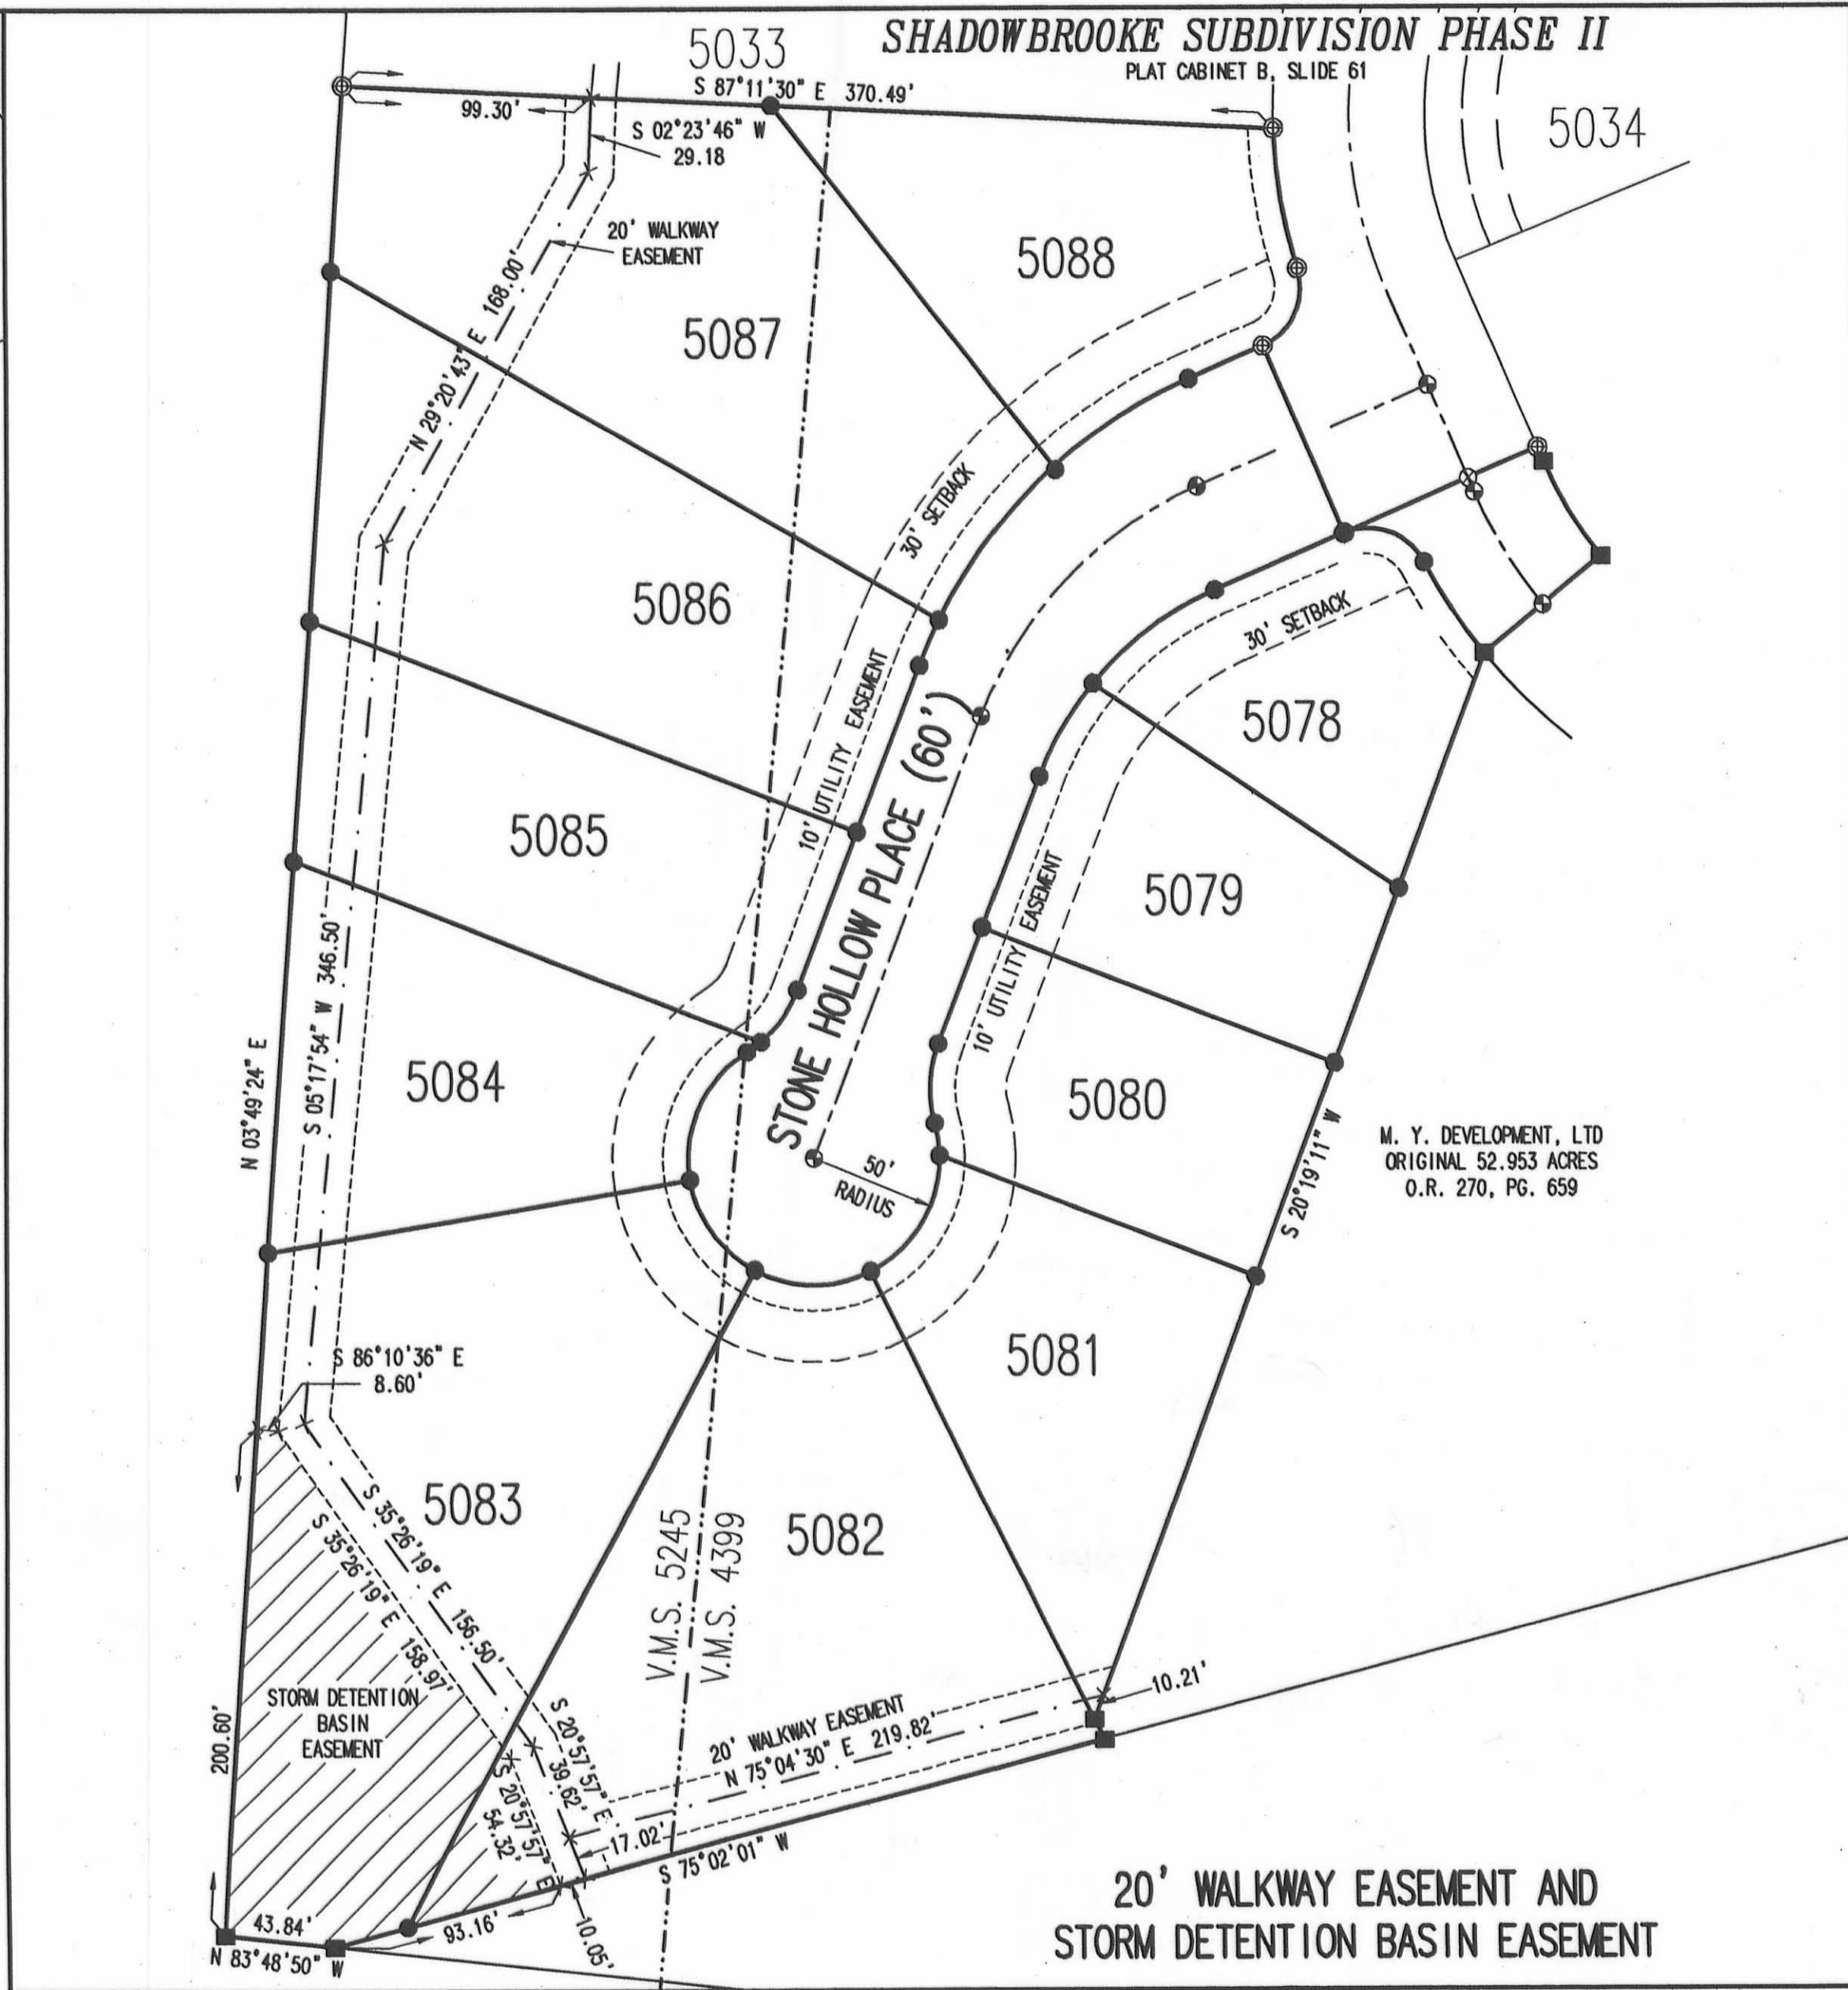 SHADOWBROOKE SUBDIVISION PHASE II
PLAT CABINET B, SLIDE 61
5033
S 87°11'30" E 370.49'
99.30'
S 02°23'46" W
29.18
5034
20' WALKWAY
EASEMENT
5088
N 29°20'43" E 168.00'
5087
30' SETBACK
5086
30' SETBACK
10' UTILITY EASEMENT
5078
STONE HOLLOW PLACE (60')
5085
5079
10' UTILITY EASEMENT
S 05°17'54" W 346.50'
N 03°49'24" E
5084
5080
M. Y. DEVELOPMENT, LTD
ORIGINAL 52.953 ACRES
O.R. 270, PG. 659
50'
RADIUS
S 20°19'11" W
S 86°10'36" E
8.60'
5081
5083
5082
S 35°26'19" E 156.50'
S 35°26'19" E 158.97'
V.M.S. 5245
V.M.S. 4399
STORM DETENTION
BASIN
EASEMENT
200.60'
10.21'
20' WALKWAY EASEMENT
N 75°04'30" E 219.82'
S 20°57'57" E
39.62'
S 20°57'57" E
54.32'
17.02'
S 75°02'01" W
43.84'
N 83°48'50" W
93.16'
10.05'
20' WALKWAY EASEMENT AND
STORM DETENTION BASIN EASEMENT